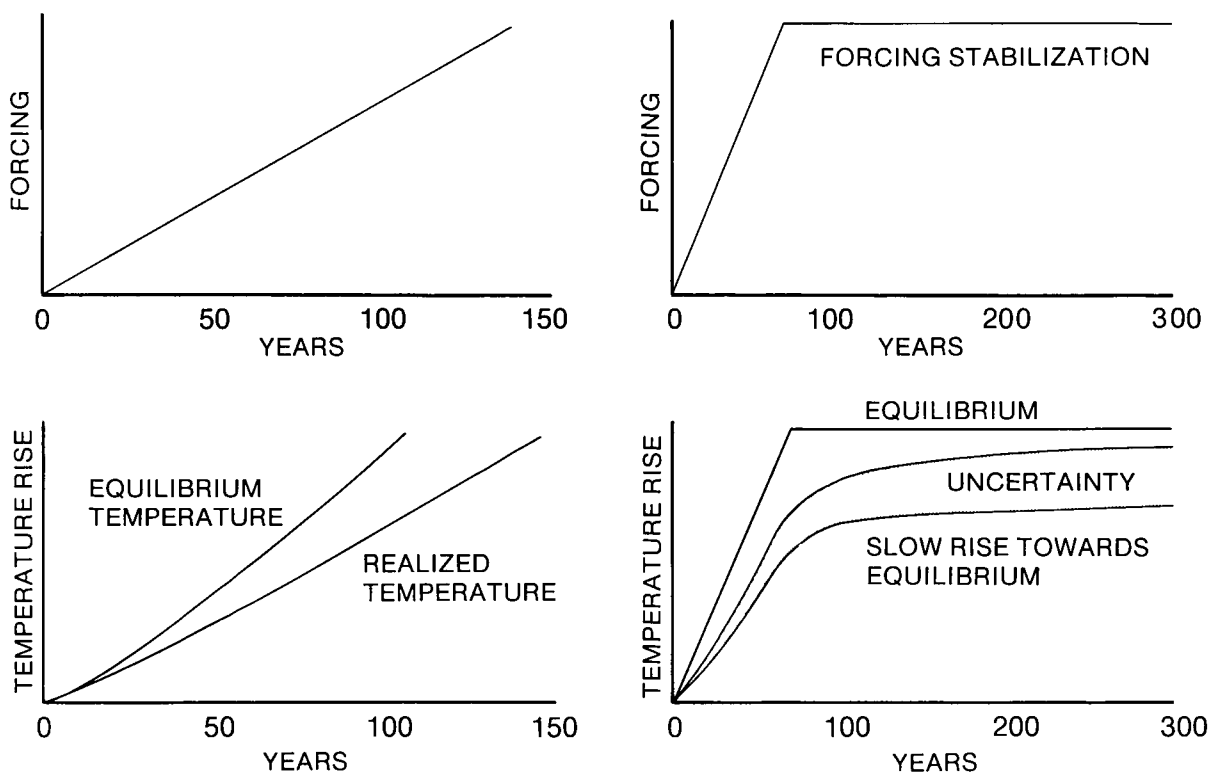 FORCING
0 50 100 150
YEARS
FORCING
FORCING STABILIZATION
0 100 200 300
YEARS
TEMPERATURE RISE
EQUILIBRIUM
TEMPERATURE
REALIZED
TEMPERATURE
0 50 100 150
YEARS
TEMPERATURE RISE
EQUILIBRIUM
UNCERTAINTY
SLOW RISE TOWARDS
EQUILIBRIUM
0 100 200 300
YEARS